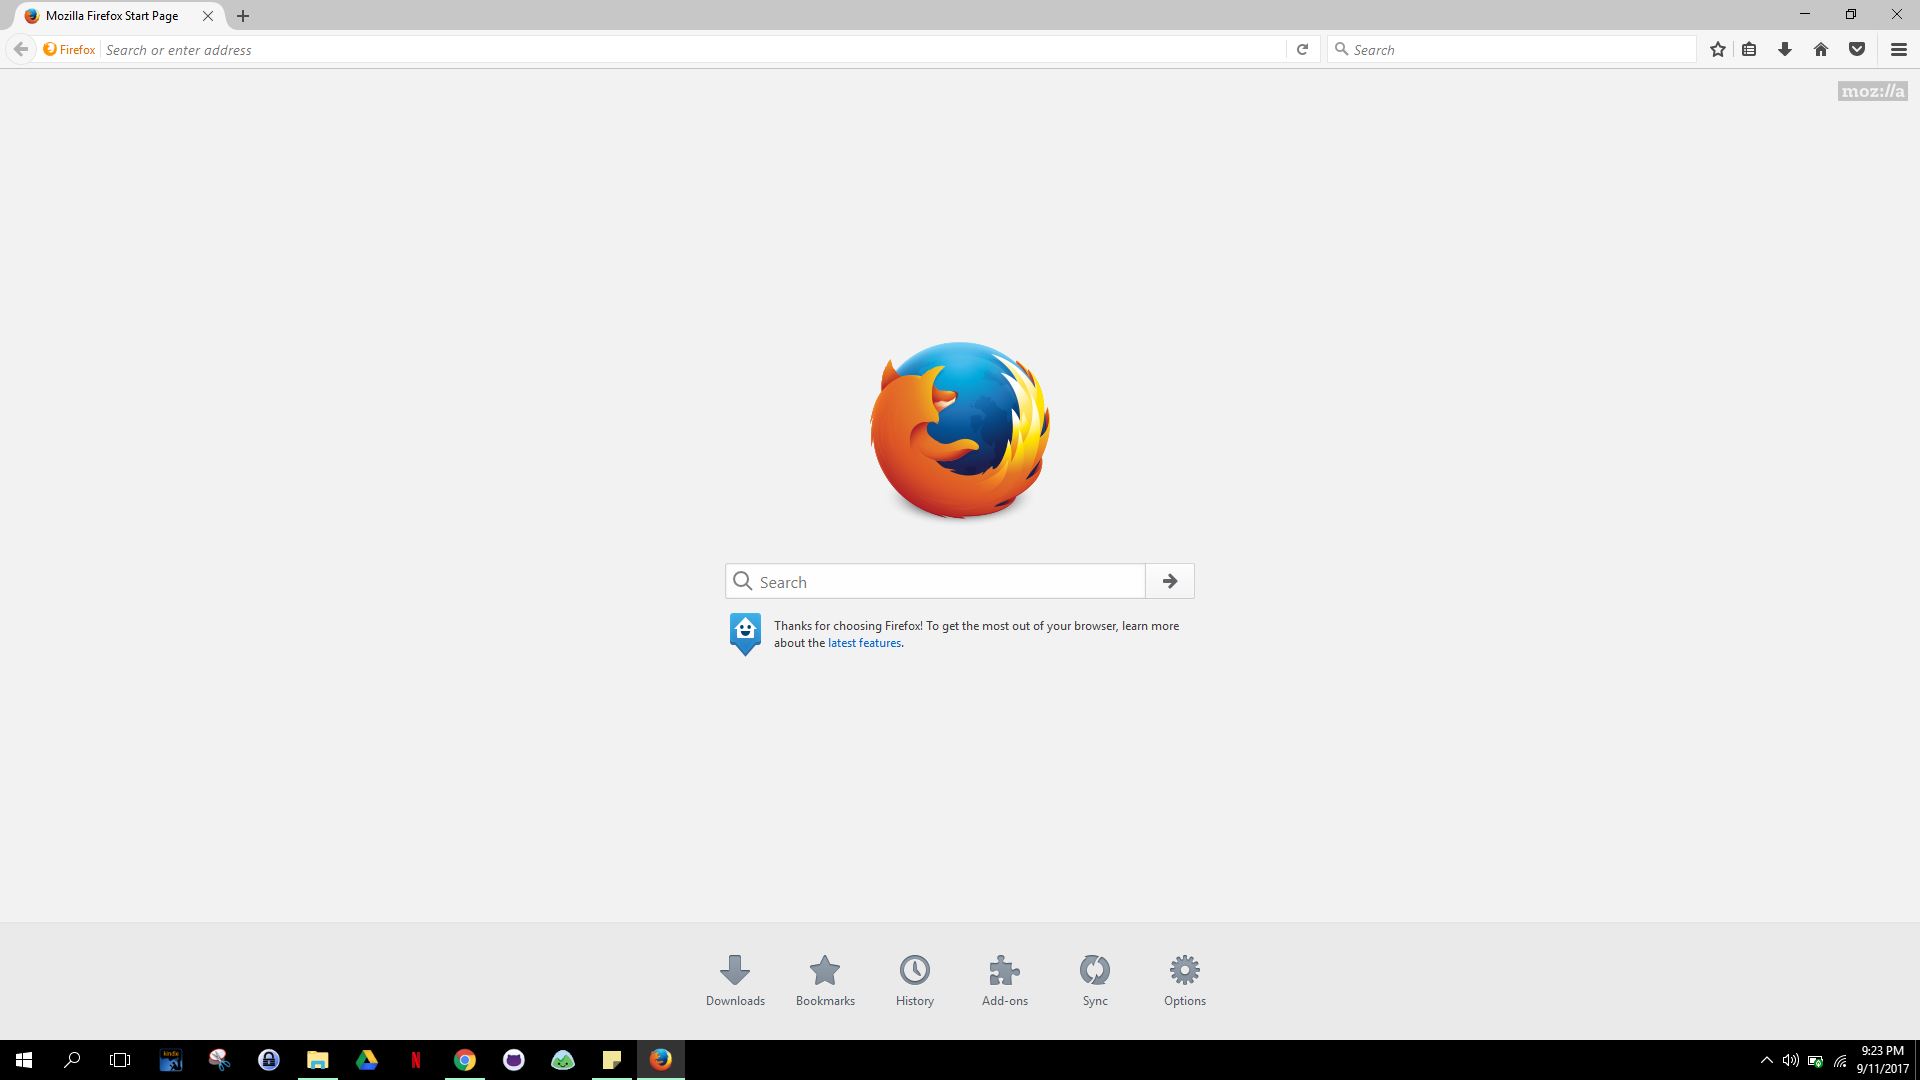 Mozilla Firefox Start Page
Firefox Search or enter address
Search
moz://a
Search
Thanks for choosing Firefox! To get the most out of your browser, learn more
about the latest features.
Downloads Bookmarks History Add-ons Sync Options
kindle
N
9:23 PM
9/11/2017